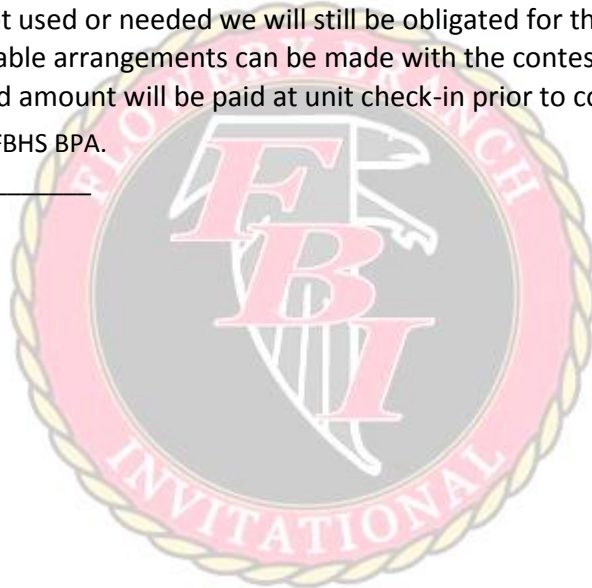 t used or needed we will still be obligated for th
able arrangements can be made with the contes
d amount will be paid at unit check-in prior to co
FBHS BPA.
FLOWERY BRANCH
FBI
INVITATIONAL